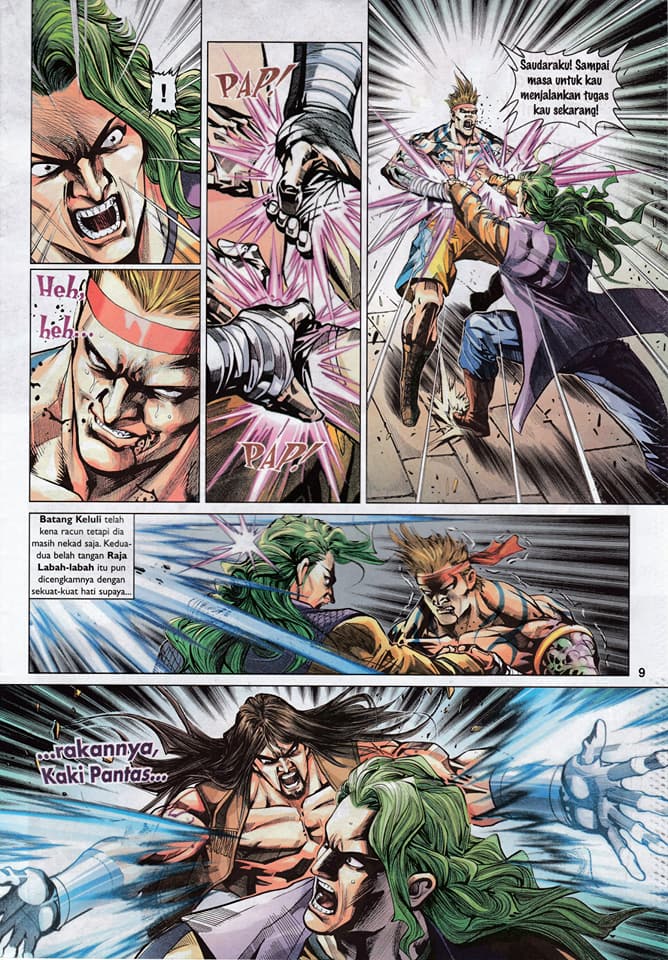 !
Heh,
heh...
PAP!
PAP!
Saudaraku! Sampai
masa untuk kau
menjalankan tugas
kau sekarang!
Batang Keluli telah
kena racun tetapi dia
masih nekad saja. Kedua-
dua belah tangan Raja
Labah-labah itu pun
dicengkamnya dengan
sekuat-kuat hati supaya...
9
...rakannya,
Kaki Pantas...